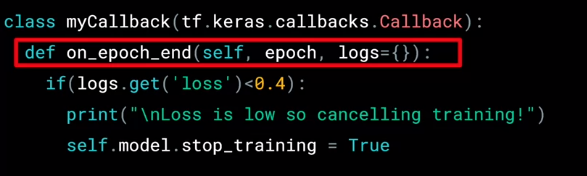 class myCallback(tf.keras.callbacks.Callback):
  def on_epoch_end(self, epoch, logs={}):
    if(logs.get('loss')<0.4):
      print("\nLoss is low so cancelling training!")
      self.model.stop_training = True